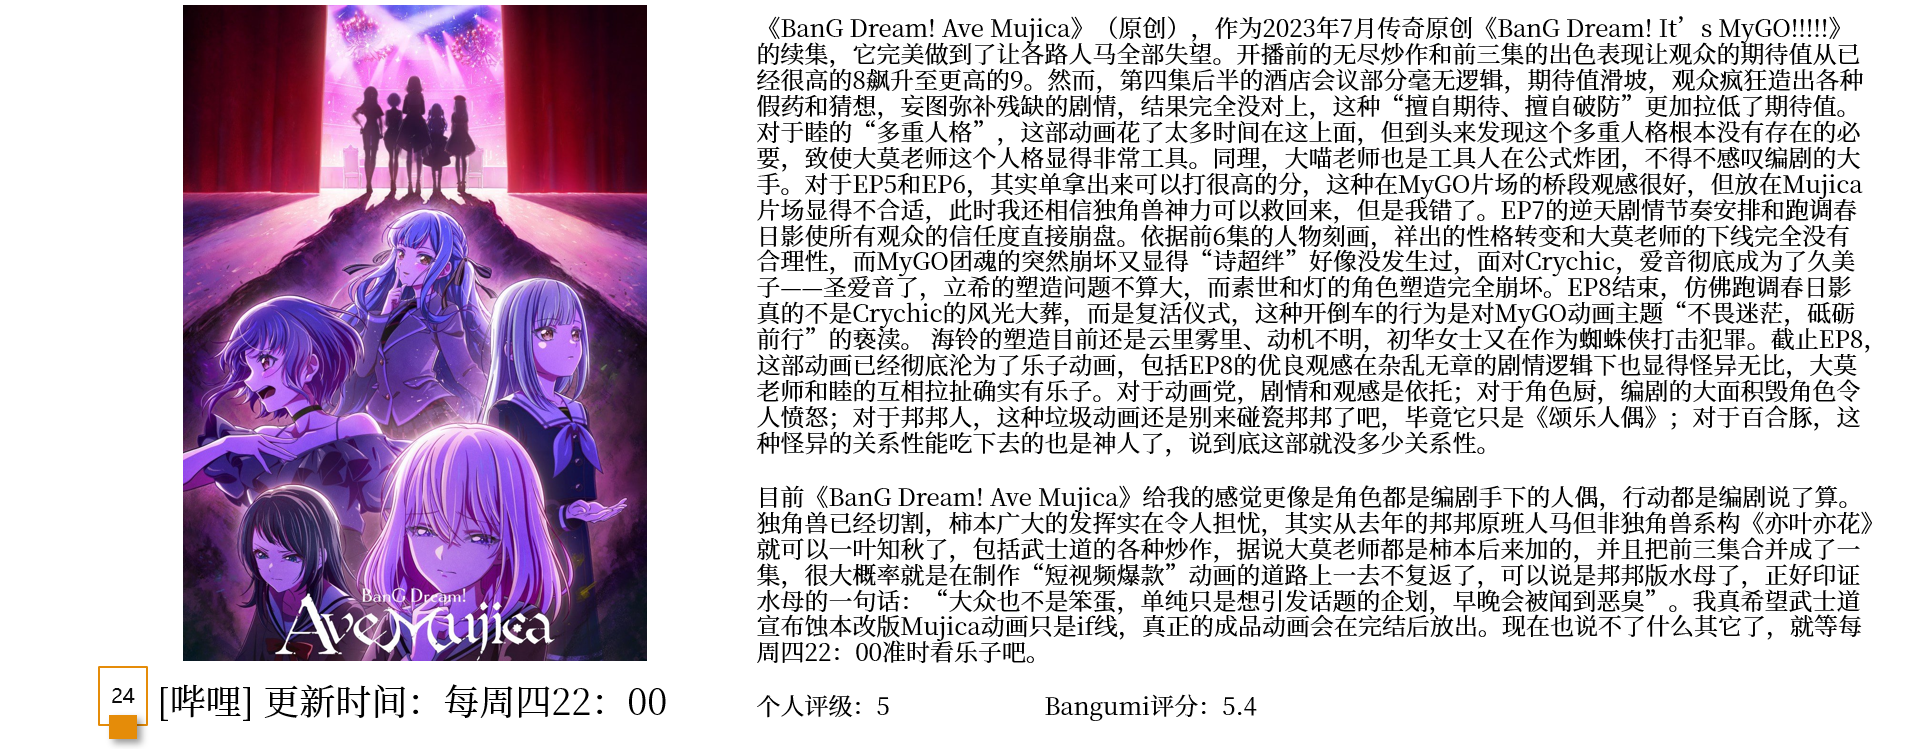 BanG Dream!
Ave Mujica
24
[哔哩] 更新时间：每周四22：00
《BanG Dream! Ave Mujica》（原创），作为2023年7月传奇原创《BanG Dream! It’s MyGO!!!!!》
的续集，它完美做到了让各路人马全部失望。开播前的无尽炒作和前三集的出色表现让观众的期待值从已
经很高的8飙升至更高的9。然而，第四集后半的酒店会议部分毫无逻辑，期待值滑坡，观众疯狂造出各种
假药和猜想，妄图弥补残缺的剧情，结果完全没对上，这种“擅自期待、擅自破防”更加拉低了期待值。
对于睦的“多重人格”，这部动画花了太多时间在这上面，但到头来发现这个多重人格根本没有存在的必
要，致使大莫老师这个人格显得非常工具。同理，大喵老师也是工具人在公式炸团，不得不感叹编剧的大
手。对于EP5和EP6，其实单拿出来可以打很高的分，这种在MyGO片场的桥段观感很好，但放在Mujica
片场显得不合适，此时我还相信独角兽神力可以救回来，但是我错了。EP7的逆天剧情节奏安排和跑调春
日影使所有观众的信任度直接崩盘。依据前6集的人物刻画，祥出的性格转变和大莫老师的下线完全没有
合理性，而MyGO团魂的突然崩坏又显得“诗超绊”好像没发生过，面对Crychic，爱音彻底成为了久美
子——圣爱音了，立希的塑造问题不算大，而素世和灯的角色塑造完全崩坏。EP8结束，仿佛跑调春日影
真的不是Crychic的风光大葬，而是复活仪式，这种开倒车的行为是对MyGO动画主题“不畏迷茫，砥砺
前行”的亵渎。 海铃的塑造目前还是云里雾里、动机不明，初华女士又在作为蜘蛛侠打击犯罪。截止EP8，
这部动画已经彻底沦为了乐子动画，包括EP8的优良观感在杂乱无章的剧情逻辑下也显得怪异无比，大莫
老师和睦的互相拉扯确实有乐子。对于动画党，剧情和观感是依托；对于角色厨，编剧的大面积毁角色令
人愤怒；对于邦邦人，这种垃圾动画还是别来碰瓷邦邦了吧，毕竟它只是《颂乐人偶》；对于百合豚，这
种怪异的关系性能吃下去的也是神人了，说到底这部就没多少关系性。
目前《BanG Dream! Ave Mujica》给我的感觉更像是角色都是编剧手下的人偶，行动都是编剧说了算。
独角兽已经切割，柿本广大的发挥实在令人担忧，其实从去年的邦邦原班人马但非独角兽系构《亦叶亦花》
就可以一叶知秋了，包括武士道的各种炒作，据说大莫老师都是柿本后来加的，并且把前三集合并成了一
集，很大概率就是在制作“短视频爆款”动画的道路上一去不复返了，可以说是邦邦版水母了，正好印证
水母的一句话：“大众也不是笨蛋，单纯只是想引发话题的企划，早晚会被闻到恶臭”。我真希望武士道
宣布蚀本改版Mujica动画只是if线，真正的成品动画会在完结后放出。现在也说不了什么其它了，就等每
周四22：00准时看乐子吧。
个人评级：5 Bangumi评分：5.4